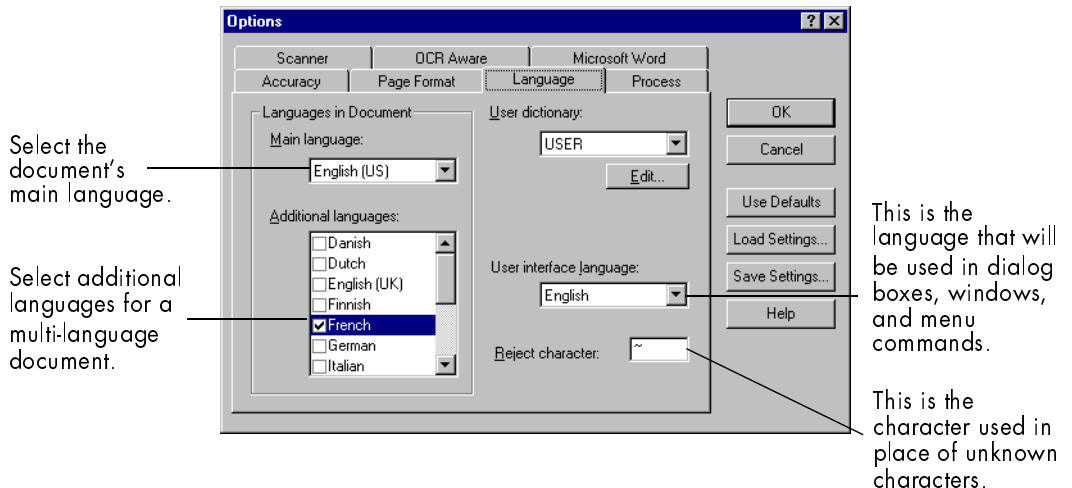 Options
Scanner
OCR Aware
Microsoft Word
Accuracy
Page Format
Language
Process
Languages in Document
Main language:
English (US)
Additional languages:
Danish
Dutch
English (UK)
Finnish
French
German
Italian
User dictionary:
USER
Edit...
User interface language:
English
Reject character:
~
OK
Cancel
Use Defaults
Load Settings...
Save Settings...
Help
Select the
document's
main language.
Select additional
languages for a
multi-language
document.
This is the
language that will
be used in dialog
boxes, windows,
and menu
commands.
This is the
character used in
place of unknown
characters.